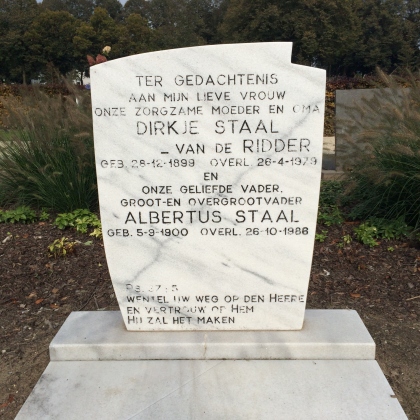 TER GEDACHTENIS
AAN MIJN LIEVE VROUW
ONZE ZORGZAME MOEDER EN OMA
DIRKJE STAAL
_ VAN DE RIDDER
GEB. 28-12-1899 OVERL. 26-4-1979
EN
ONZE GELIEFDE VADER,
GROOT-EN OVERGROOTVADER
ALBERTUS STAAL
GEB. 5-9-1900 OVERL. 26-10-1986
PS. 37:5
WENTEL UW WEG OP DEN HEERE
EN VERTROUW OP HEM
HIJ ZAL HET MAKEN